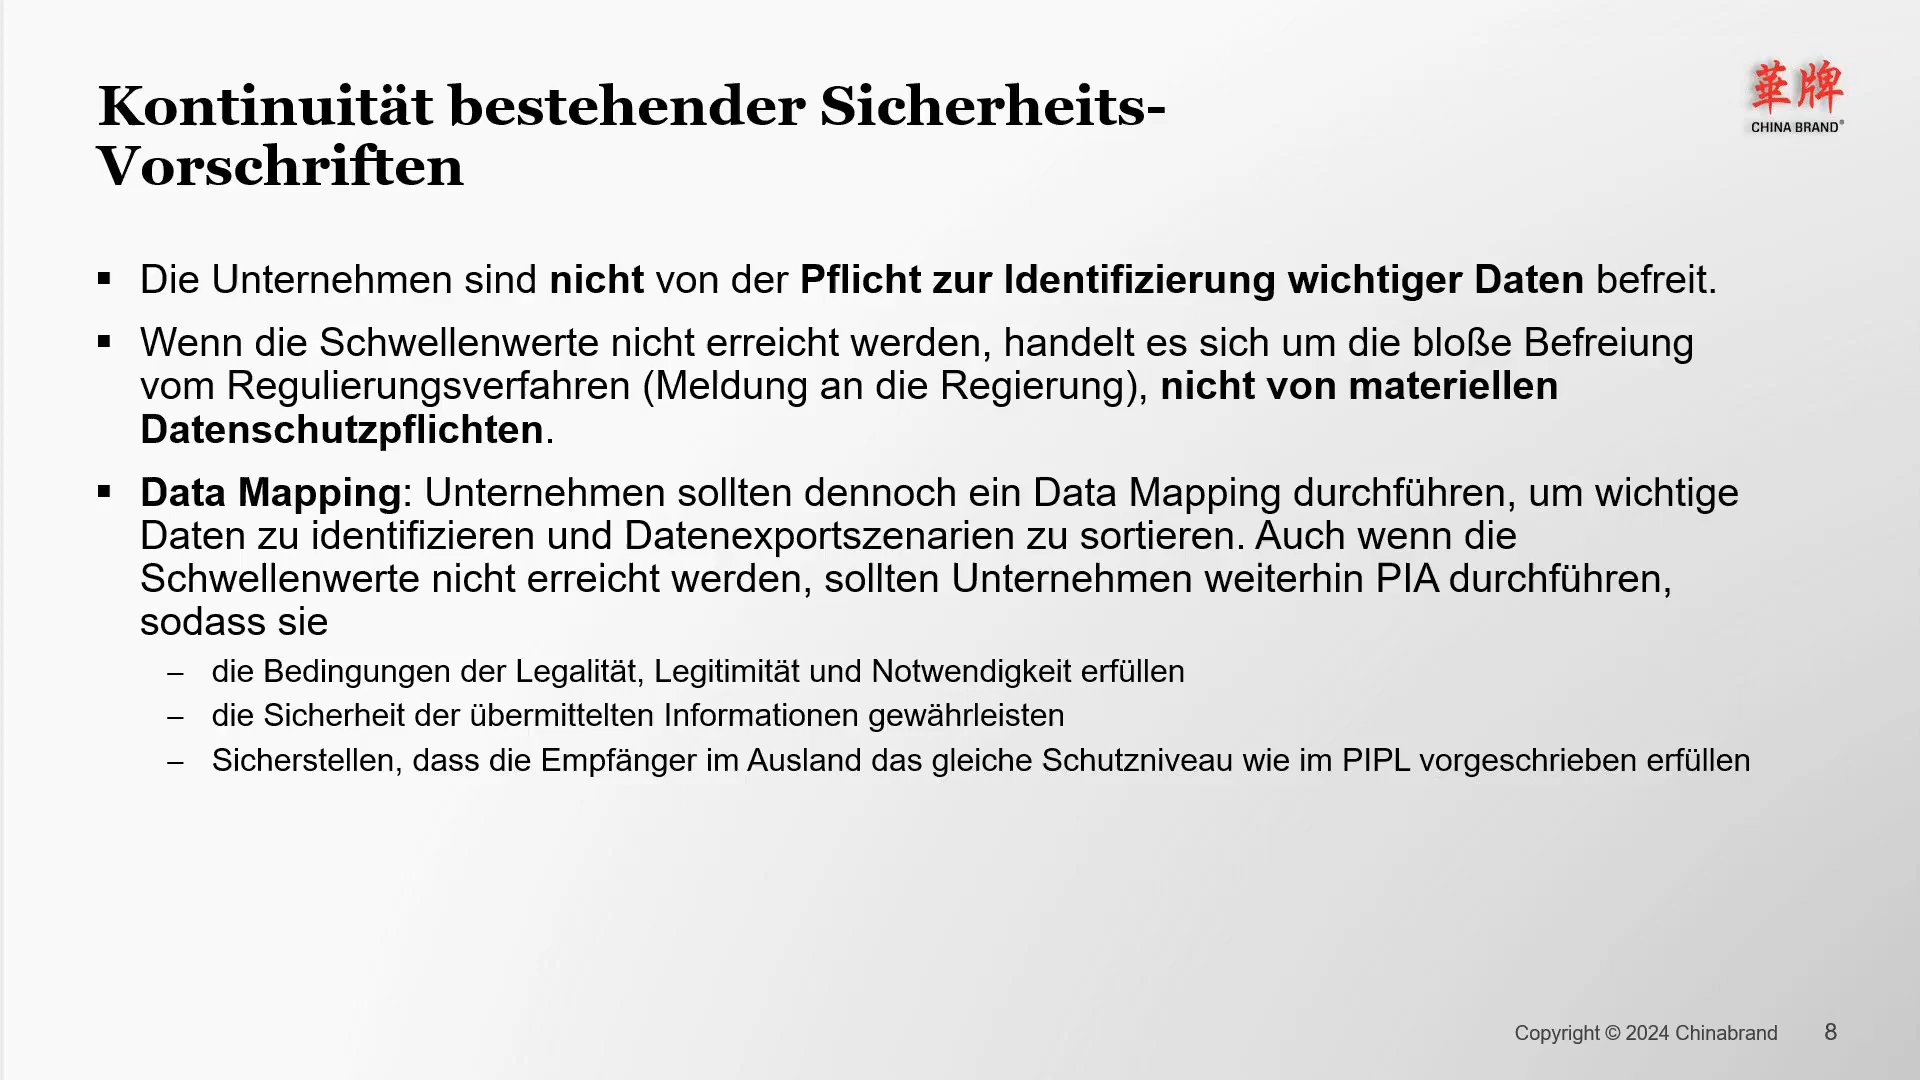 Kontinuität bestehender Sicherheits-
Vorschriften
華牌
CHINA BRAND®
▪ Die Unternehmen sind nicht von der Pflicht zur Identifizierung wichtiger Daten befreit.
▪ Wenn die Schwellenwerte nicht erreicht werden, handelt es sich um die bloße Befreiung
vom Regulierungsverfahren (Meldung an die Regierung), nicht von materiellen
Datenschutzpflichten.
▪ Data Mapping: Unternehmen sollten dennoch ein Data Mapping durchführen, um wichtige
Daten zu identifizieren und Datenexportszenarien zu sortieren. Auch wenn die
Schwellenwerte nicht erreicht werden, sollten Unternehmen weiterhin PIA durchführen,
sodass sie
– die Bedingungen der Legalität, Legitimität und Notwendigkeit erfüllen
– die Sicherheit der übermittelten Informationen gewährleisten
– Sicherstellen, dass die Empfänger im Ausland das gleiche Schutzniveau wie im PIPL vorgeschrieben erfüllen
Copyright © 2024 Chinabrand 8